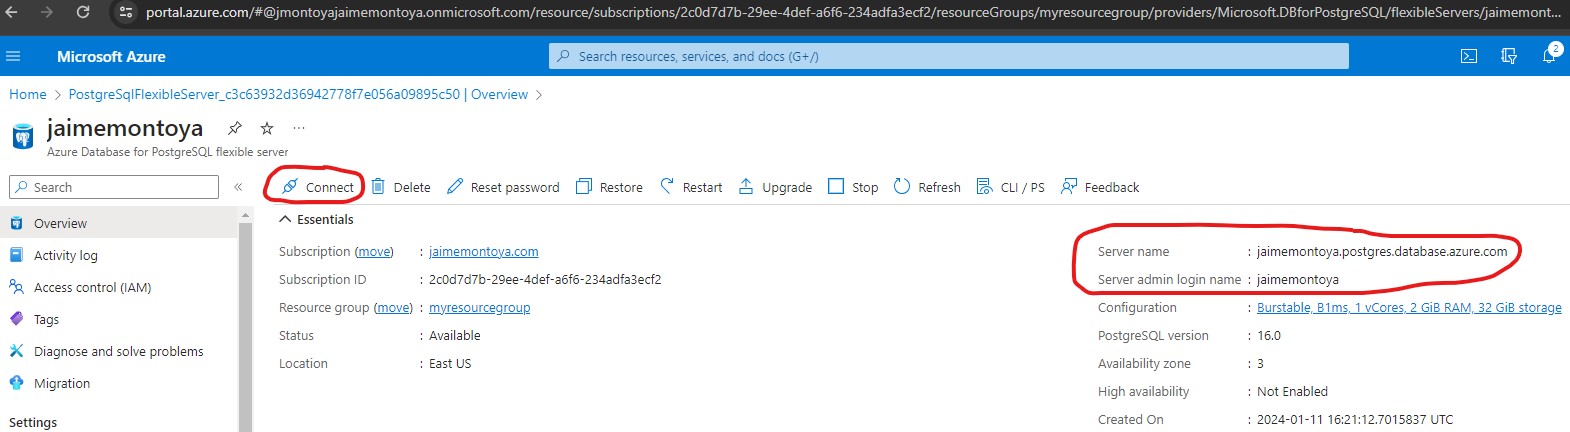 portal.azure.com/#@jmontoyajaimemontoya.onmicrosoft.com/resource/subscriptions/2c0d7d7b-29ee-4def-a6f6-234adfa3ecf2/resourceGroups/myresourcegroup/providers/Microsoft.DBforPostgreSQL/flexibleServers/jaimemont...
Microsoft Azure
Search resources, services, and docs (G+/)
2
Home > PostgreSqlFlexibleServer_c3c63932d36942778f7e056a09895c50 | Overview >
jaimemontoya
Azure Database for PostgreSQL flexible server
Search
Connect Delete Reset password Restore Restart Upgrade Stop Refresh CLI / PS Feedback
Overview
Activity log
Access control (IAM)
Tags
Diagnose and solve problems
Migration
Settings
Essentials
Subscription (move) : jaimemontoya.com
Subscription ID : 2c0d7d7b-29ee-4def-a6f6-234adfa3ecf2
Resource group (move) : myresourcegroup
Status : Available
Location : East US
Server name : jaimemontoya.postgres.database.azure.com
Server admin login name : jaimemontoya
Configuration : Burstable, B1ms, 1 vCores, 2 GiB RAM, 32 GiB storage
PostgreSQL version : 16.0
Availability zone : 3
High availability : Not Enabled
Created On : 2024-01-11 16:21:12.7015837 UTC